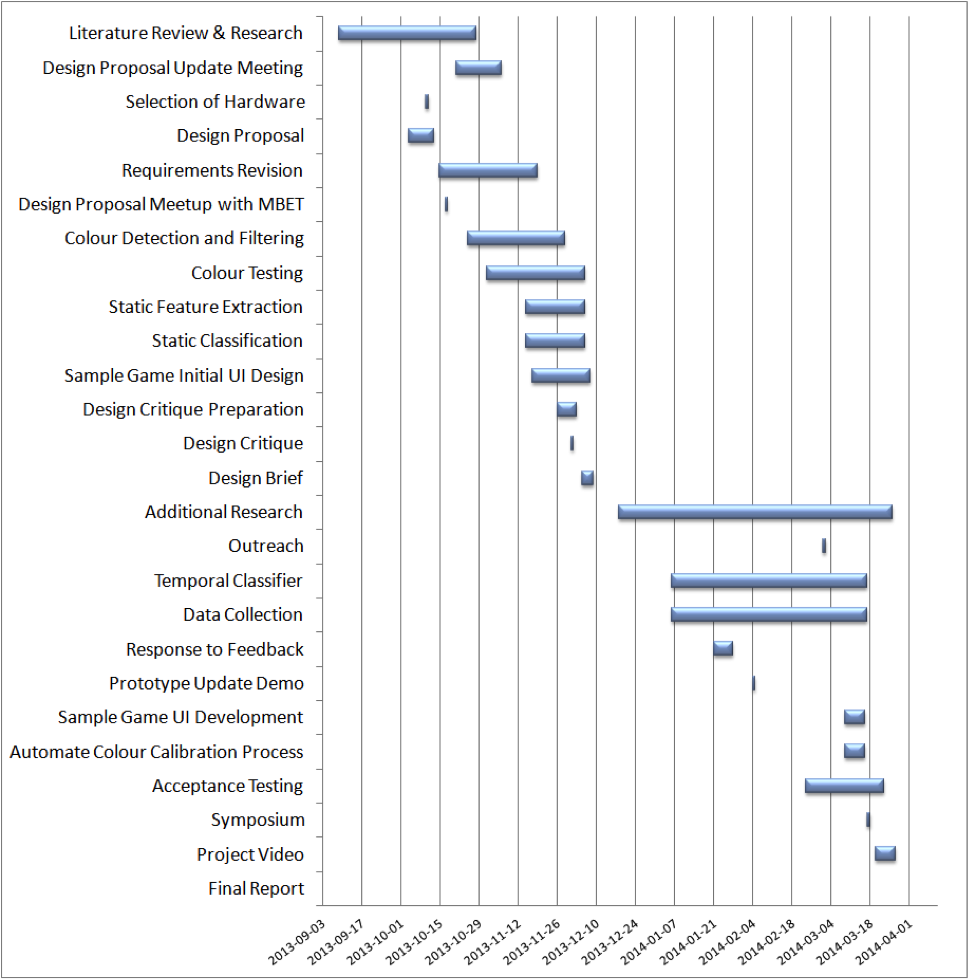 Literature Review & Research
Design Proposal Update Meeting
Selection of Hardware
Design Proposal
Requirements Revision
Design Proposal Meetup with MBET
Colour Detection and Filtering
Colour Testing
Static Feature Extraction
Static Classification
Sample Game Initial UI Design
Design Critique Preparation
Design Critique
Design Brief
Additional Research
Outreach
Temporal Classifier
Data Collection
Response to Feedback
Prototype Update Demo
Sample Game UI Development
Automate Colour Calibration Process
Acceptance Testing
Symposium
Project Video
Final Report
2013-09-03
2013-09-17
2013-10-01
2013-10-15
2013-10-29
2013-11-12
2013-11-26
2013-12-10
2013-12-24
2014-01-07
2014-01-21
2014-02-04
2014-02-18
2014-03-04
2014-03-18
2014-04-01